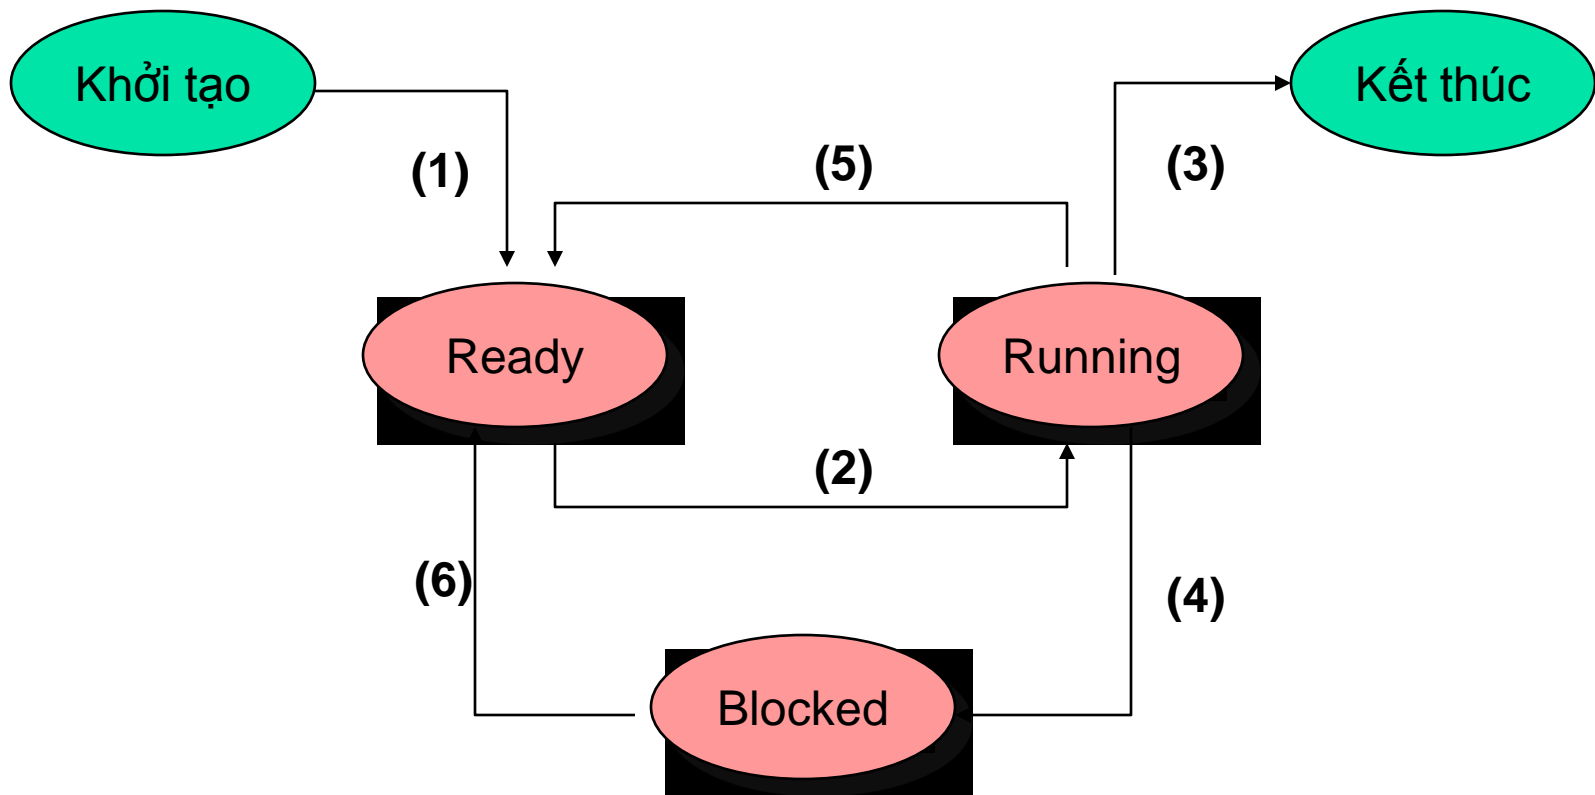 Khởi tạo
Kết thúc
(1)
(5)
(3)
Ready
Running
(2)
(6)
(4)
Blocked